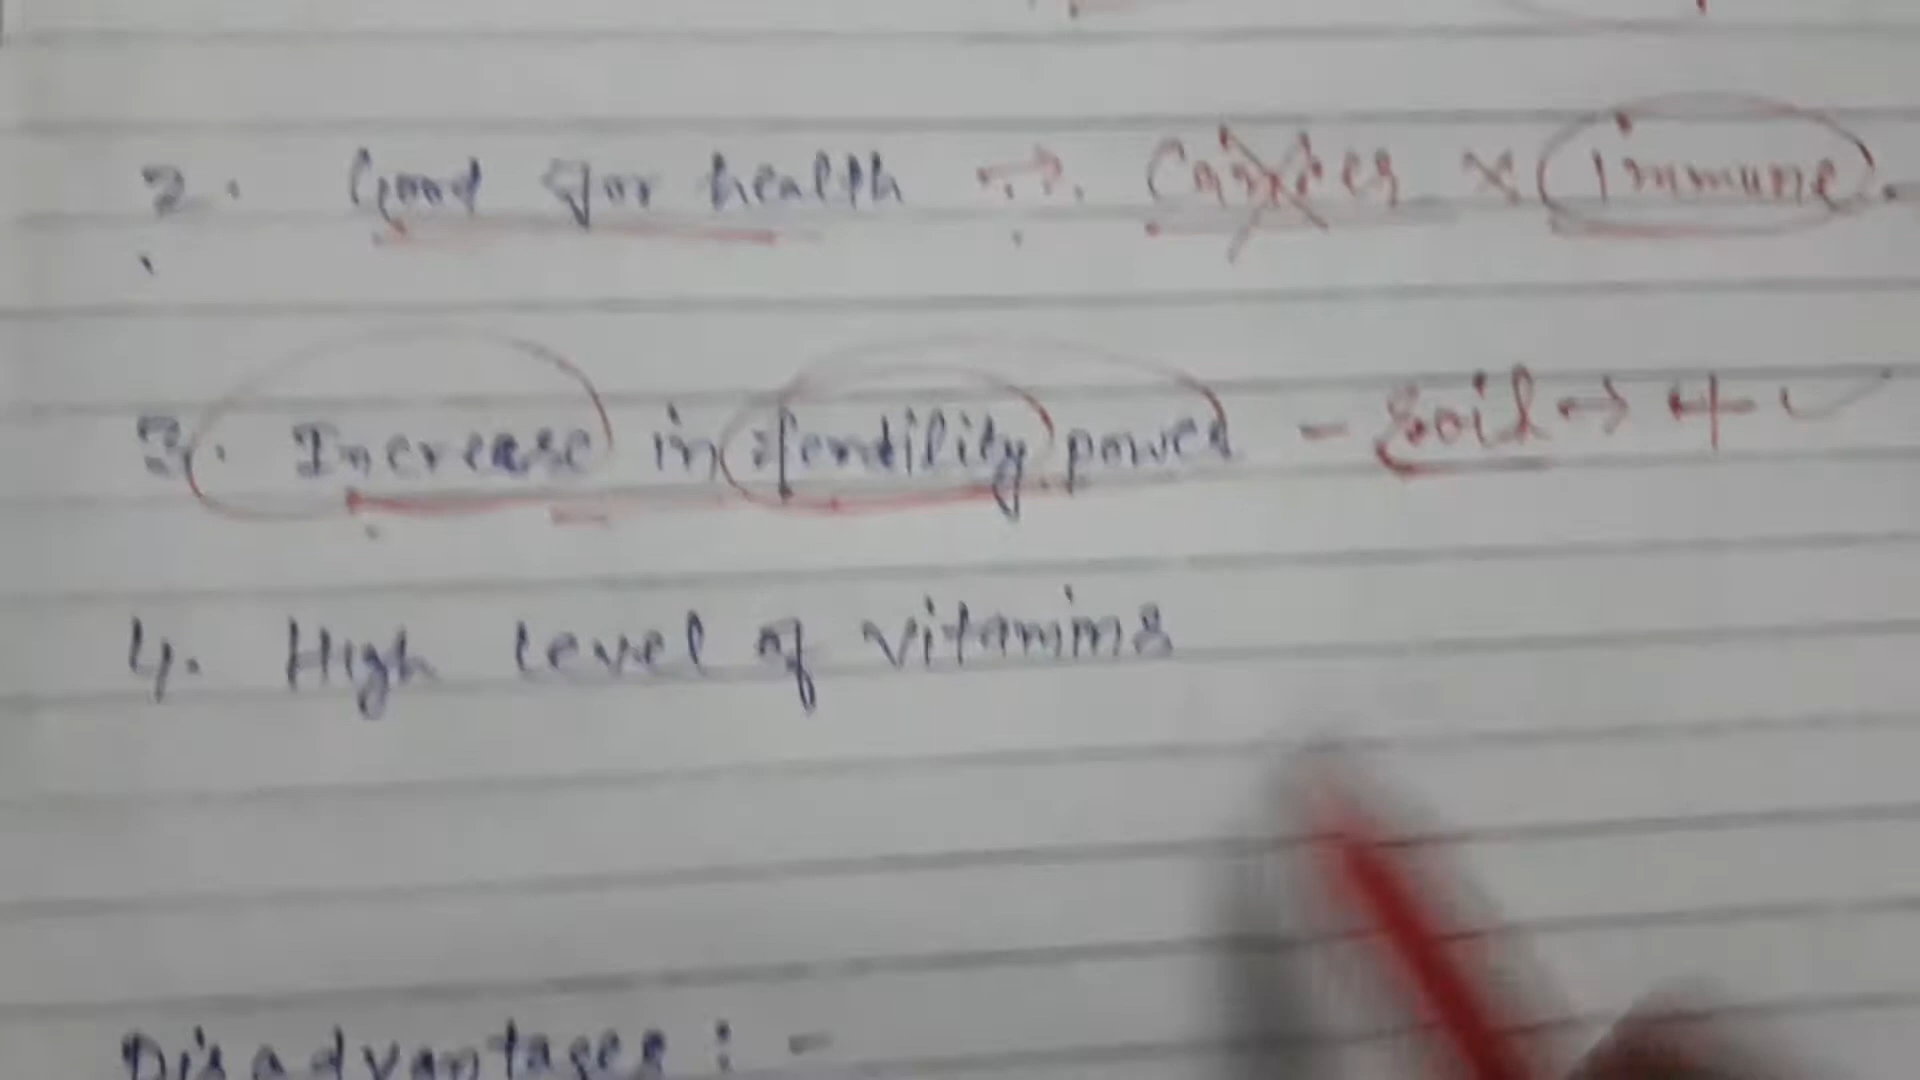 2. Good for health →. Cancer × Immune.
3. Increase in fertility power - Soil → +
4. High level of vitamins
Disadvantages : -